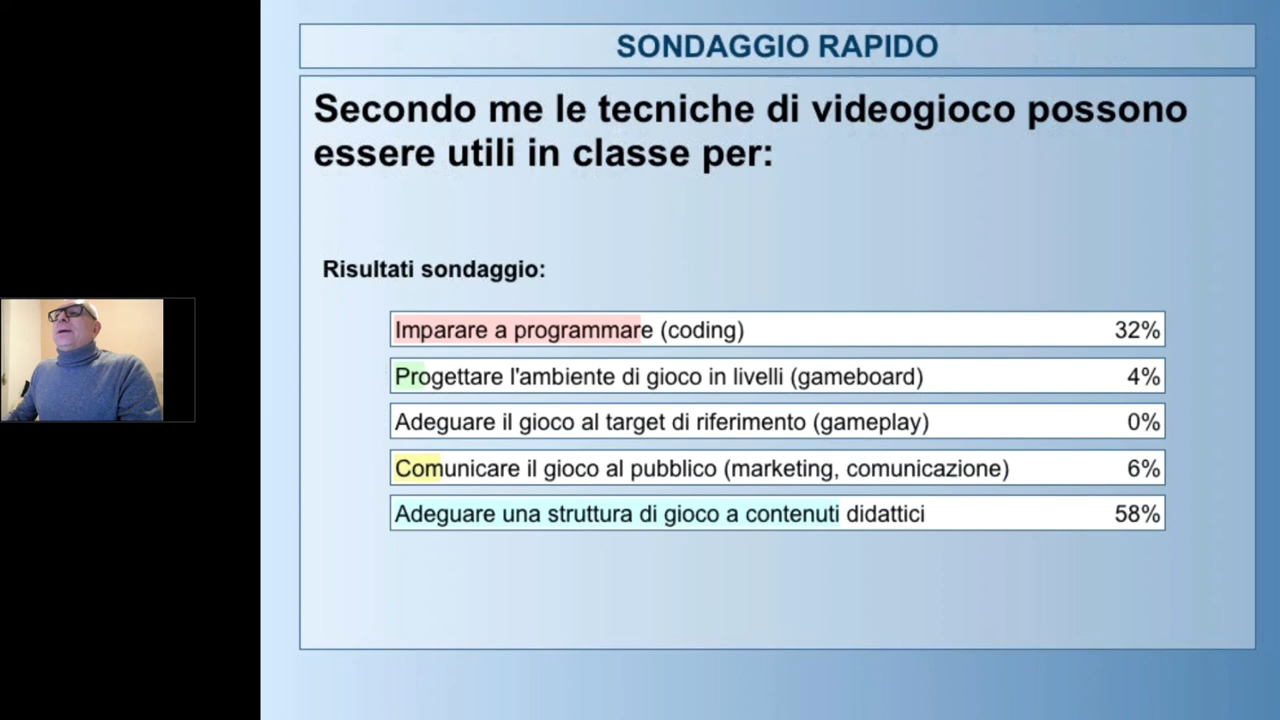 SONDAGGIO RAPIDO
Secondo me le tecniche di videogioco possono
essere utili in classe per:
Risultati sondaggio:
Imparare a programmare (coding) 32%
Progettare l'ambiente di gioco in livelli (gameboard) 4%
Adeguare il gioco al target di riferimento (gameplay) 0%
Comunicare il gioco al pubblico (marketing, comunicazione) 6%
Adeguare una struttura di gioco a contenuti didattici 58%